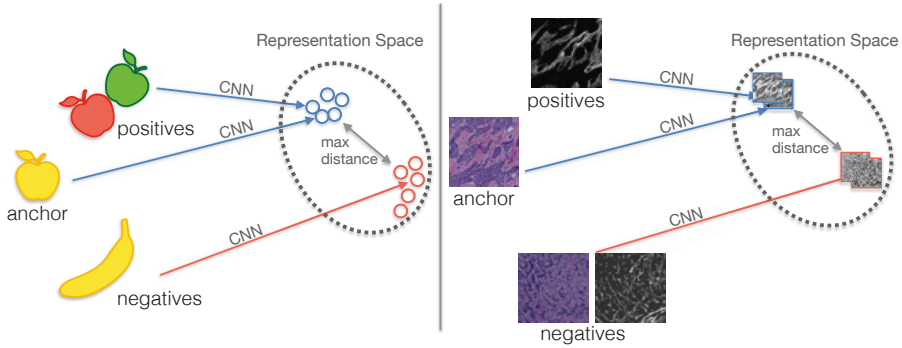 Representation Space
CNN
positives
CNN
max
distance
anchor
CNN
negatives
Representation Space
CNN
positives
CNN
max
distance
anchor
CNN
negatives